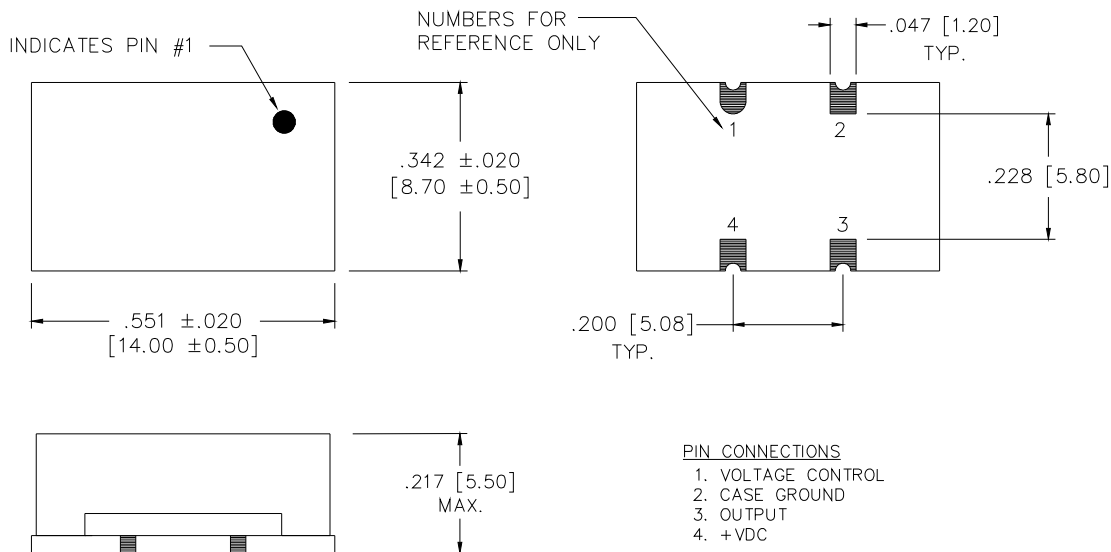 INDICATES PIN #1
NUMBERS FOR
REFERENCE ONLY
.047 [1.20]
TYP.
.342 ±.020
[8.70 ±0.50]
1
2
.228 [5.80]
4
3
.551 ±.020
[14.00 ±0.50]
.200 [5.08]
TYP.
.217 [5.50]
MAX.
PIN CONNECTIONS
1. VOLTAGE CONTROL
2. CASE GROUND
3. OUTPUT
4. +VDC